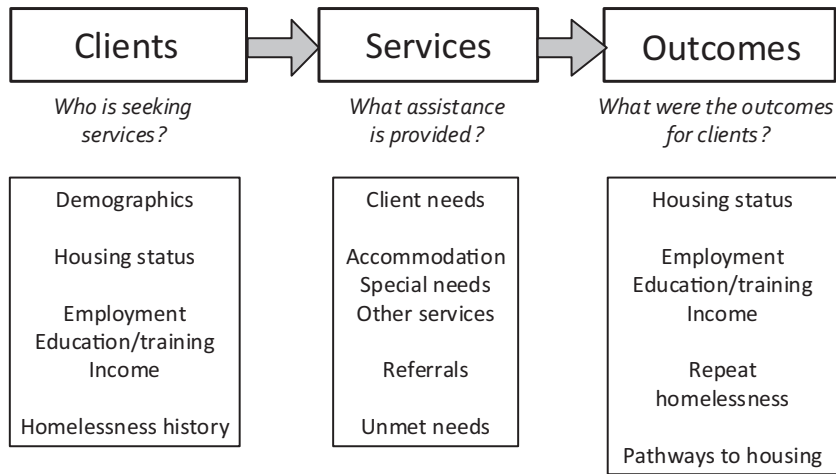 Clients
Services
Outcomes
Who is seeking
services?
What assistance
is provided?
What were the outcomes
for clients?
Demographics
Housing status
Employment
Education/training
Income
Homelessness history
Client needs
Accommodation
Special needs
Other services
Referrals
Unmet needs
Housing status
Employment
Education/training
Income
Repeat
homelessness
Pathways to housing